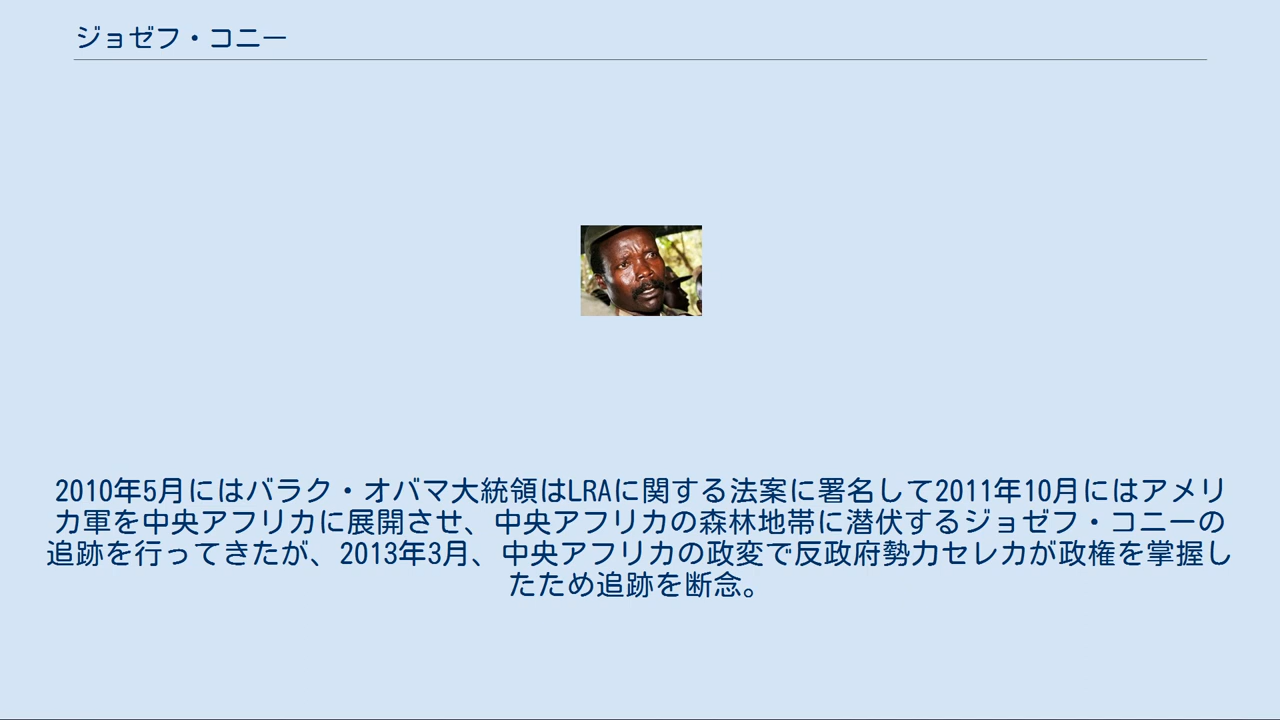 ジョゼフ・コニー
2010年5月にはバラク・オバマ大統領はLRAに関する法案に署名して2011年10月にはアメリ
カ軍を中央アフリカに展開させ、中央アフリカの森林地帯に潜伏するジョゼフ・コニーの
追跡を行ってきたが、2013年3月、中央アフリカの政変で反政府勢力セレカが政権を掌握し
たため追跡を断念。